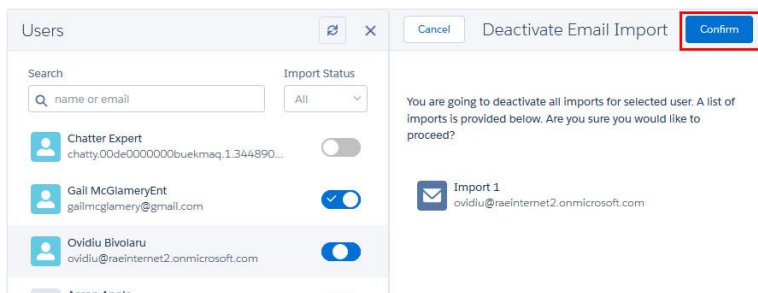 Users
Search
Import Status
name or email
All
Chatter Expert
chatty.00de0000000buekmaq.1.344890...
Gail McGlameryEnt
gailmcglamery@gmail.com
Ovidiu Bivolaru
ovidiu@raeinternet2.onmicrosoft.com
Cancel
Deactivate Email Import
Confirm
You are going to deactivate all imports for selected user. A list of
imports is provided below. Are you sure you would like to
proceed?
Import 1
ovidiu@raeinternet2.onmicrosoft.com